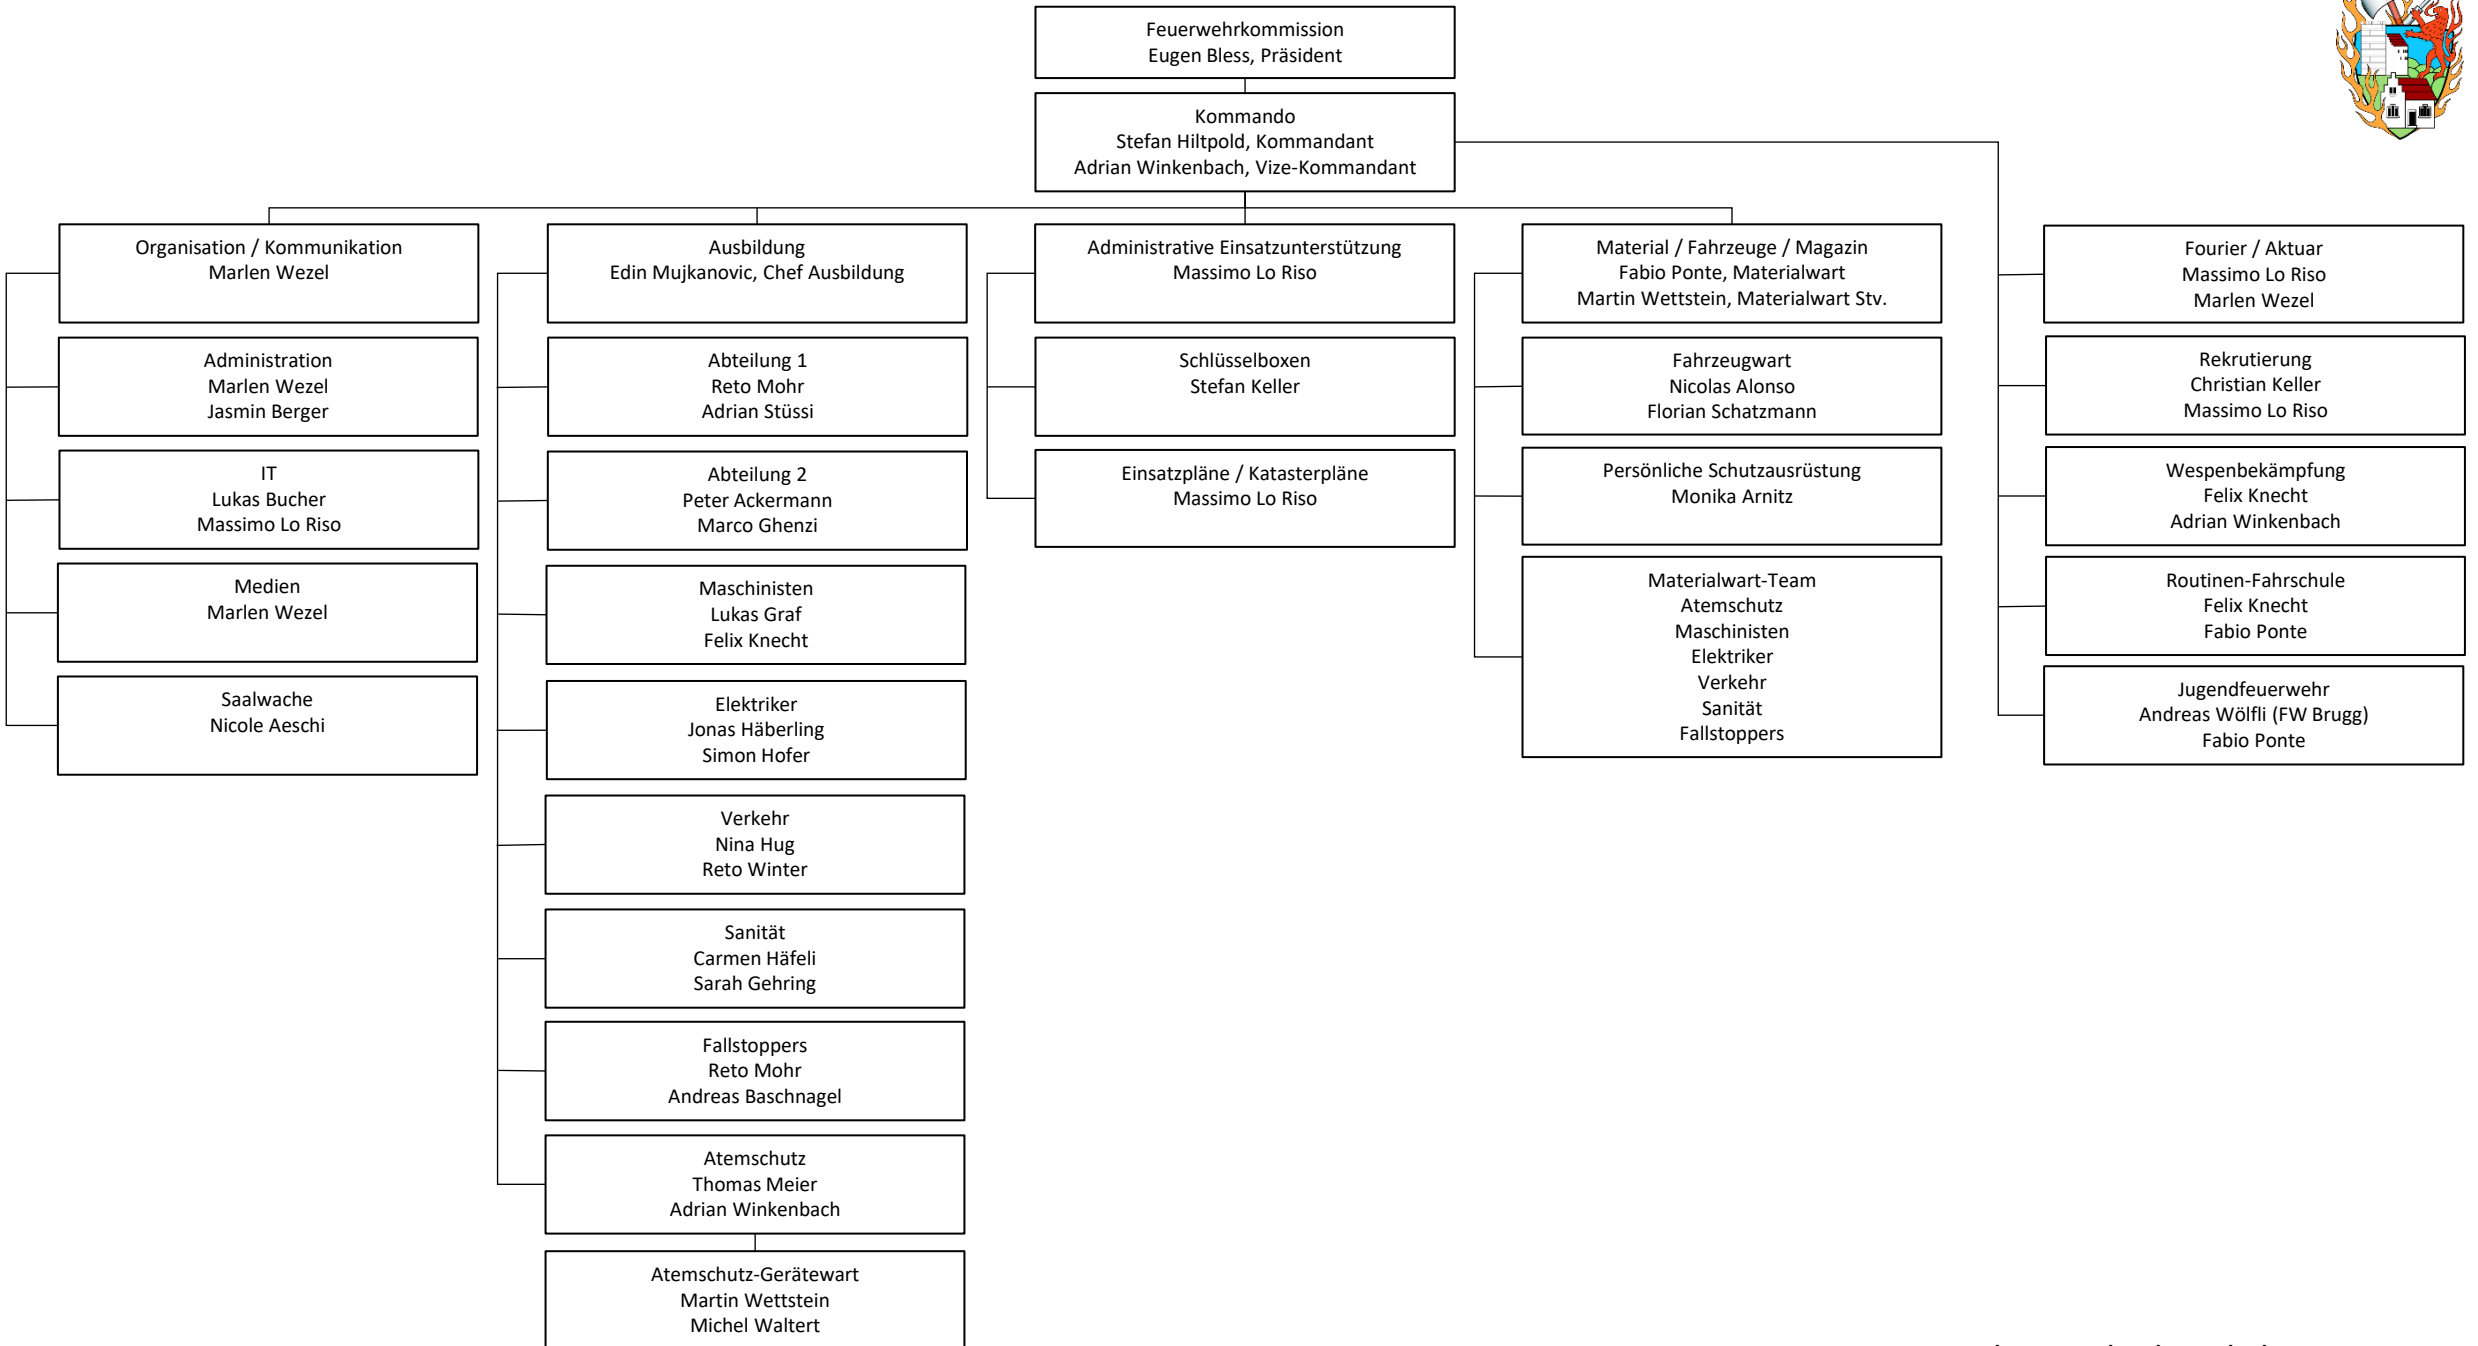 Feuerwehrkommission
Eugen Bless, Präsident
Kommando
Stefan Hiltpold, Kommandant
Adrian Winkenbach, Vize-Kommandant
Organisation / Kommunikation
Marlen Wezel
Administration
Marlen Wezel
Jasmin Berger
IT
Lukas Bucher
Massimo Lo Riso
Medien
Marlen Wezel
Saalwache
Nicole Aeschi
Ausbildung
Edin Mujkanovic, Chef Ausbildung
Abteilung 1
Reto Mohr
Adrian Stüssi
Abteilung 2
Peter Ackermann
Marco Ghenzi
Maschinisten
Lukas Graf
Felix Knecht
Elektriker
Jonas Häberling
Simon Hofer
Verkehr
Nina Hug
Reto Winter
Sanität
Carmen Häfeli
Sarah Gehring
Fallstoppers
Reto Mohr
Andreas Baschnagel
Atemschutz
Thomas Meier
Adrian Winkenbach
Atemschutz-Gerätewart
Martin Wettstein
Michel Waltert
Administrative Einsatzunterstützung
Massimo Lo Riso
Schlüsselboxen
Stefan Keller
Einsatzpläne / Katasterpläne
Massimo Lo Riso
Material / Fahrzeuge / Magazin
Fabio Ponte, Materialwart
Martin Wettstein, Materialwart Stv.
Fahrzeugwart
Nicolas Alonso
Florian Schatzmann
Persönliche Schutzausrüstung
Monika Arnitz
Materialwart-Team
Atemschutz
Maschinisten
Elektriker
Verkehr
Sanität
Fallstoppers
Fourier / Aktuar
Massimo Lo Riso
Marlen Wezel
Rekrutierung
Christian Keller
Massimo Lo Riso
Wespenbekämpfung
Felix Knecht
Adrian Winkenbach
Routinen-Fahrschule
Felix Knecht
Fabio Ponte
Jugendfeuerwehr
Andreas Wölfli (FW Brugg)
Fabio Ponte